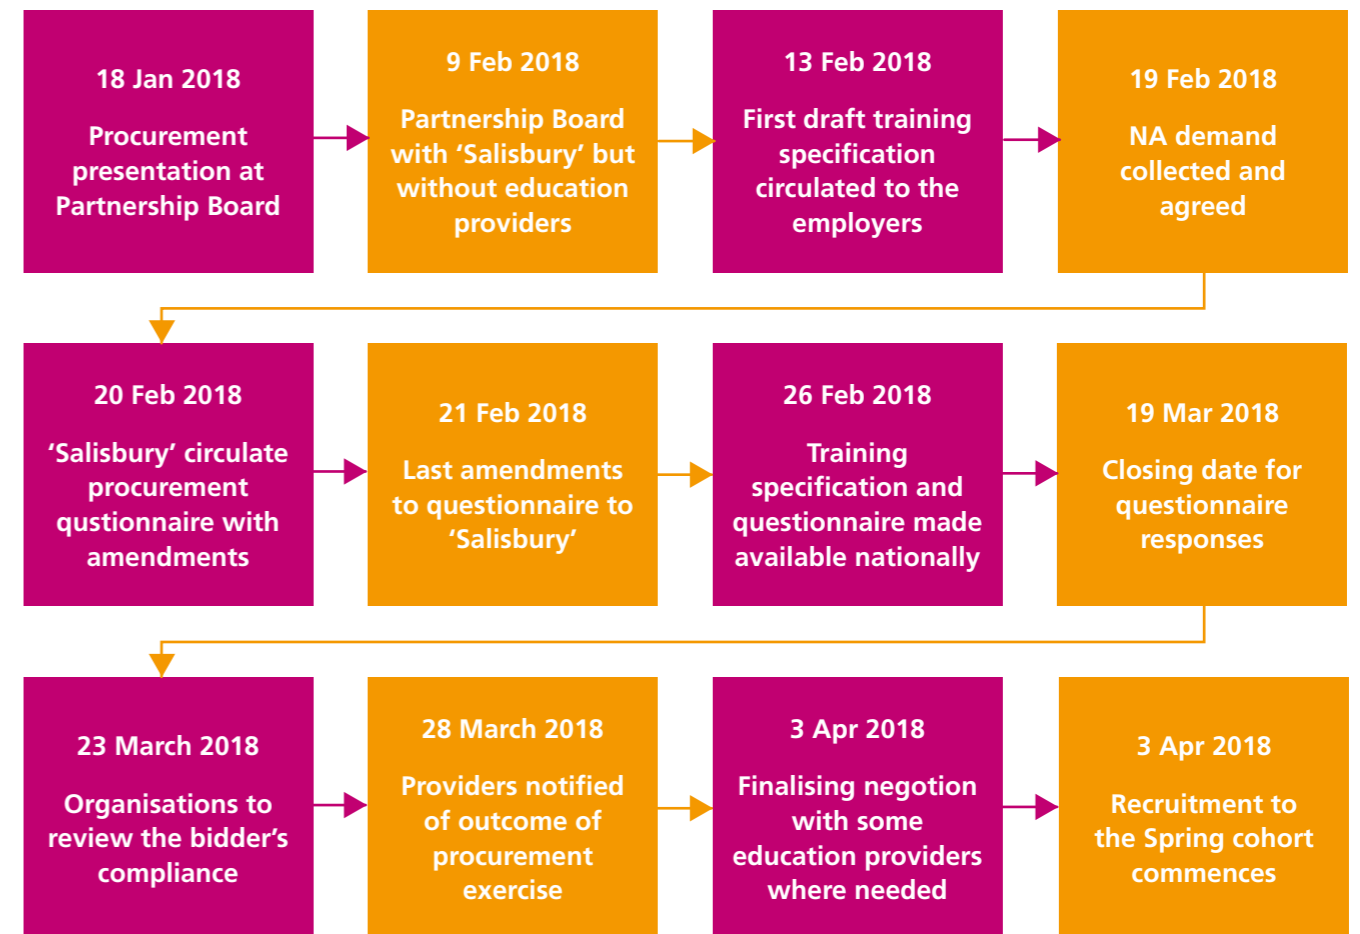 18 Jan 2018
Procurement
presentation at
Partnership Board
9 Feb 2018
Partnership Board
with ‘Salisbury’ but
without education
providers
13 Feb 2018
First draft training
specification
circulated to the
employers
19 Feb 2018
NA demand
collected and
agreed
20 Feb 2018
‘Salisbury’ circulate
procurement
qustionnaire with
amendments
21 Feb 2018
Last amendments
to questionnaire to
‘Salisbury’
26 Feb 2018
Training
specification and
questionnaire made
available nationally
19 Mar 2018
Closing date for
questionnaire
responses
23 March 2018
Organisations to
review the bidder’s
compliance
28 March 2018
Providers notified
of outcome of
procurement
exercise
3 Apr 2018
Finalising negotion
with some
education providers
where needed
3 Apr 2018
Recruitment to
the Spring cohort
commences